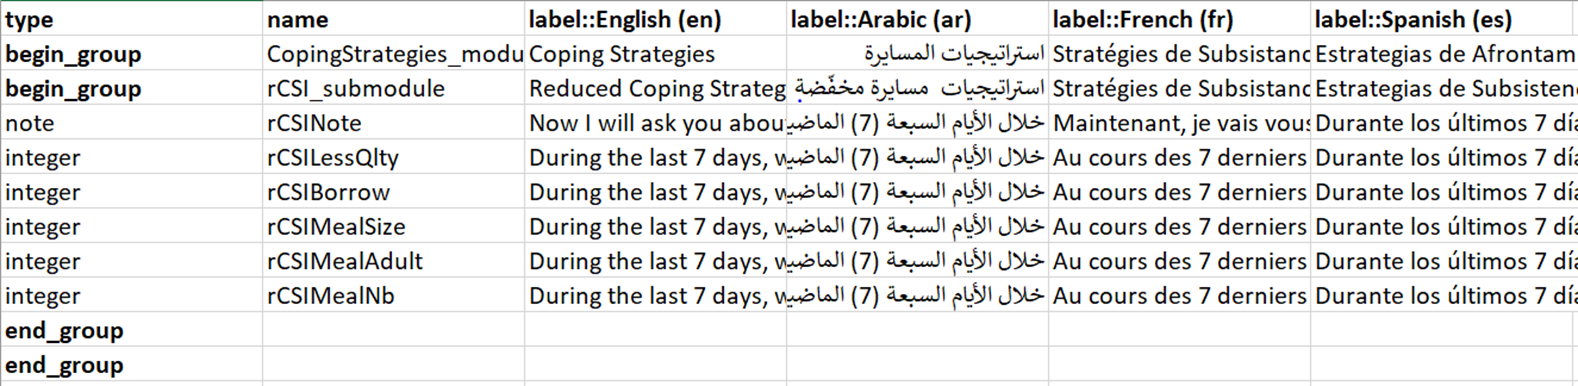 type name label::English (en) label::Arabic (ar) label::French (fr) label::Spanish (es)
begin_group CopingStrategies_modu Coping Strategies استراتيجيات المسايرة Stratégies de Subsistanc Estrategias de Afrontam
begin_group rCSI_submodule Reduced Coping Strateg استراتيجيات مسايرة مخفّضة Stratégies de Subsistanc Estrategias de Subsisten
note rCSINote Now I will ask you abou خلال الأيام السبعة (7) الماضي Maintenant, je vais vous Durante los últimos 7 día
integer rCSILessQlty During the last 7 days, w خلال الأيام السبعة (7) الماضي Au cours des 7 derniers Durante los últimos 7 día
integer rCSIBorrow During the last 7 days, w خلال الأيام السبعة (7) الماضي Au cours des 7 derniers Durante los últimos 7 día
integer rCSIMealSize During the last 7 days, w خلال الأيام السبعة (7) الماضي Au cours des 7 derniers Durante los últimos 7 día
integer rCSIMealAdult During the last 7 days, w خلال الأيام السبعة (7) الماضي Au cours des 7 derniers Durante los últimos 7 día
integer rCSIMealNb During the last 7 days, w خلال الأيام السبعة (7) الماضي Au cours des 7 derniers Durante los últimos 7 día
end_group
end_group